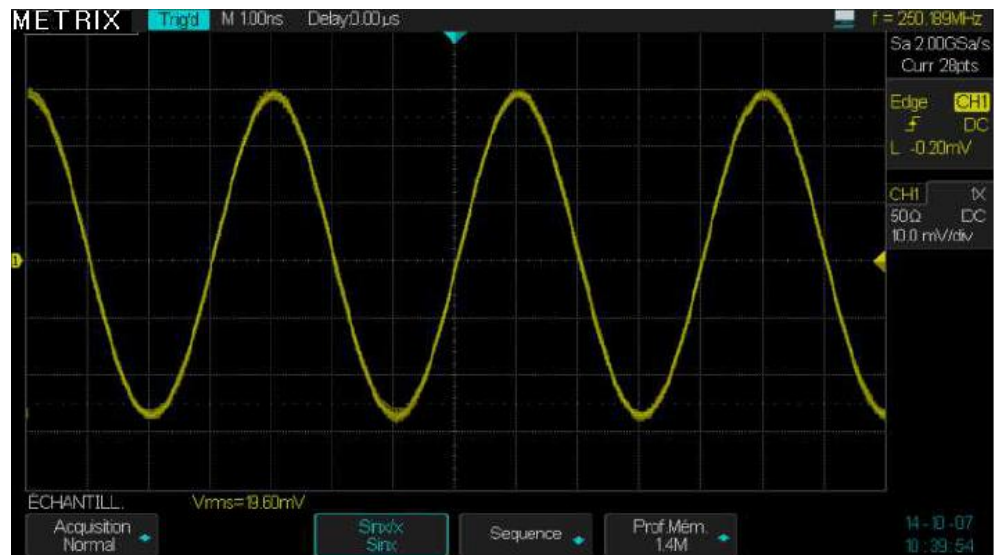 METRIX Trig'd M 1.00ns Delay:0.00µs f = 250.189MHz
Sa 2.00GSa/s
Curr 28pts
Edge CH1
DC
L -0.20mV
CH1 1X
50Ω DC
10.0 mV/div
1
ÉCHANTILL. Vrms=19.60mV
Acquisition
Normal
Sinx/x
Sinx
Sequence
Prof.Mém.
1.4M
14-10-07
10:39:54